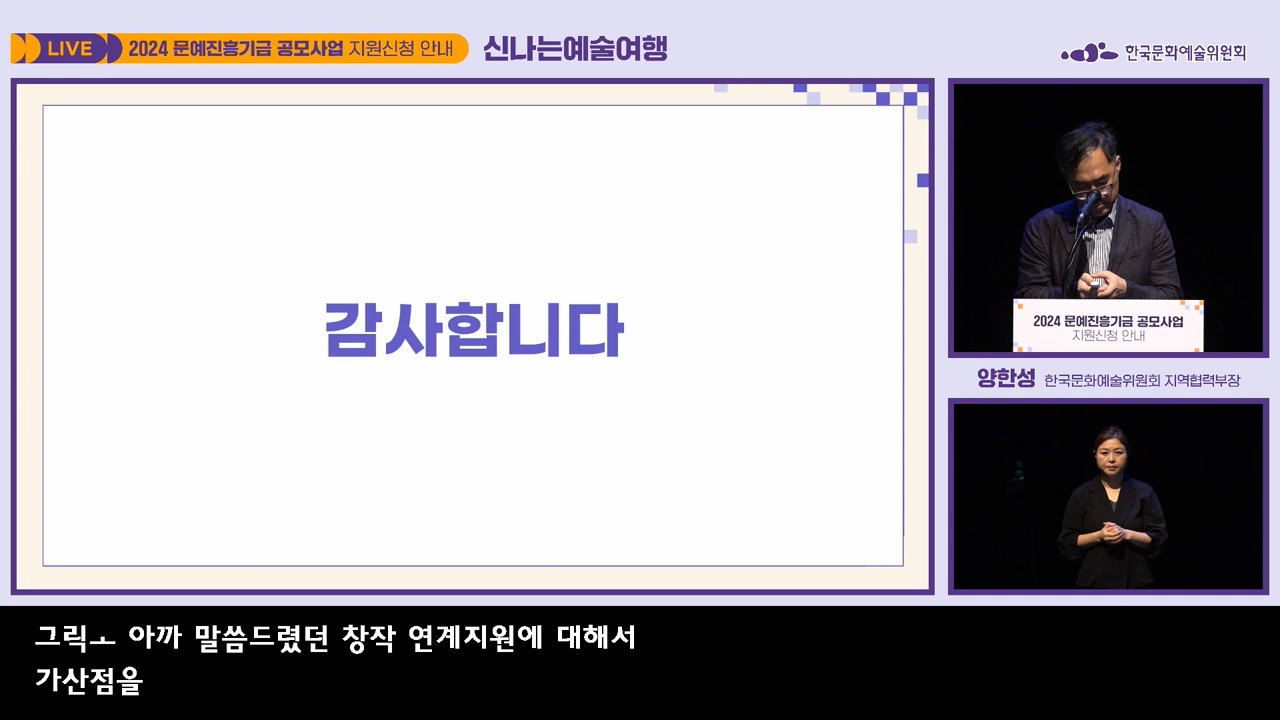 LIVE 2024 문예진흥기금 공모사업 지원신청 안내 신나는예술여행
한국문화예술위원회
감사합니다
2024 문예진흥기금 공모사업
지원신청 안내
양한성 한국문화예술위원회 지역협력부장
그릭ㅗ 아까 말씀드렸던 창작 연계지원에 대해서
가산점을